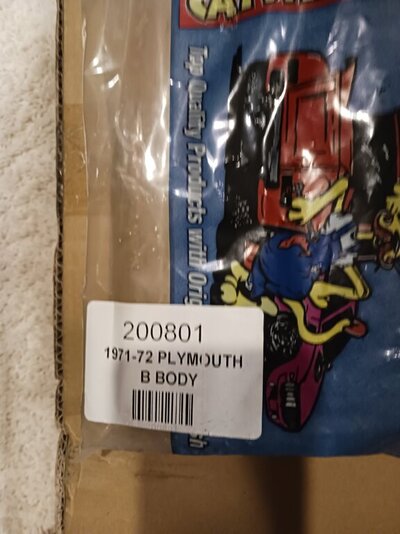 Top Quality Products with Orig
200801
1971-72 PLYMOUTH
B BODY